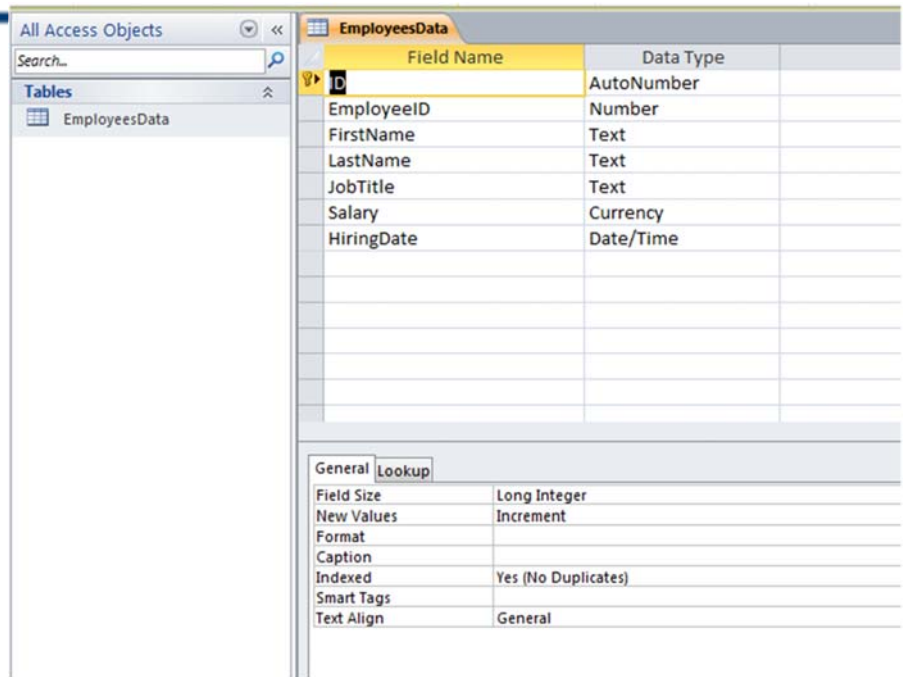 All Access Objects
Search...
Tables
EmployeesData
EmployeesData
Field Name Data Type
ID AutoNumber
EmployeeID Number
FirstName Text
LastName Text
JobTitle Text
Salary Currency
HiringDate Date/Time
General Lookup
Field Size Long Integer
New Values Increment
Format
Caption
Indexed Yes (No Duplicates)
Smart Tags
Text Align General